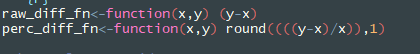 raw_diff_fn<-function(x,y) (y-x)
perc_diff_fn<-function(x,y) round((((y-x)/x)),1)